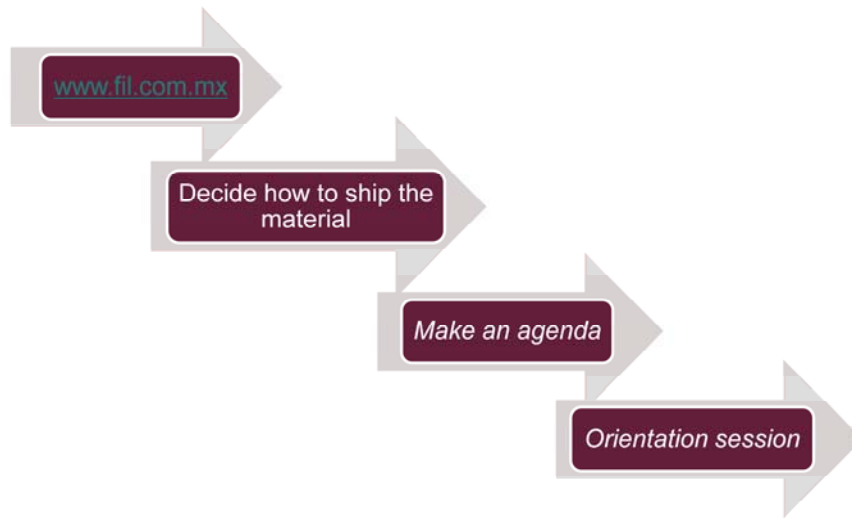 www.fil.com.mx
Decide how to ship the
material
Make an agenda
Orientation session